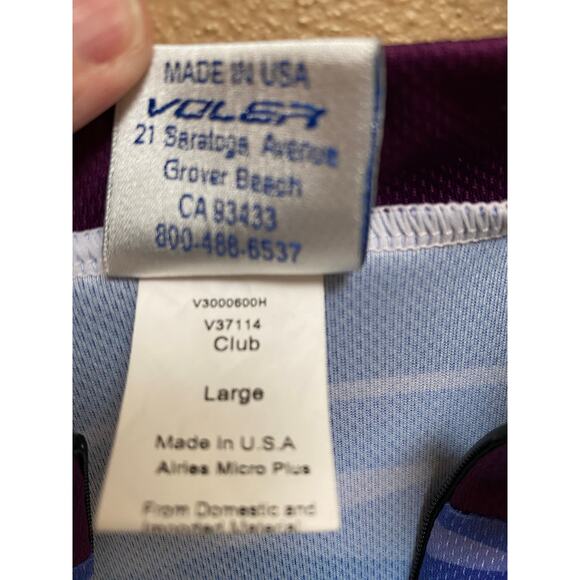 MADE IN USA
VOLER
21 Saratoga Avenue
Grover Beach
CA 93433
800-488-6537
V3000600H
V37114
Club
Large
Made in U.S.A
Airies Micro Plus
From Domestic and
Imported Material